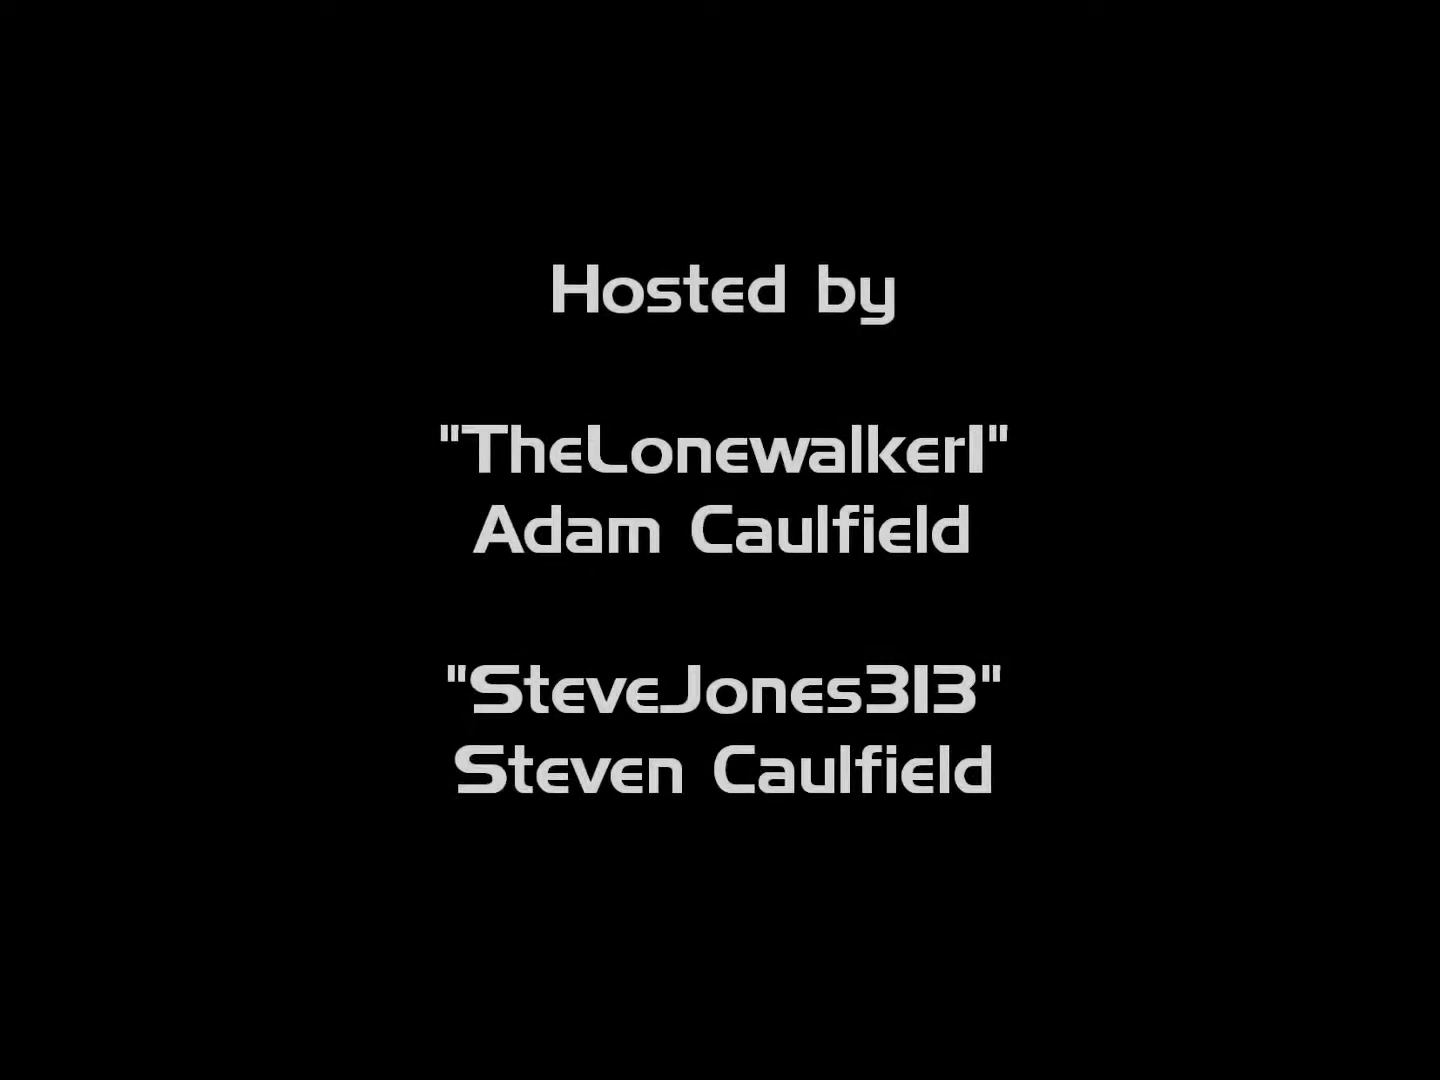 Hosted by
"TheLonewalker1"
Adam Caulfield
"SteveJones313"
Steven Caulfield